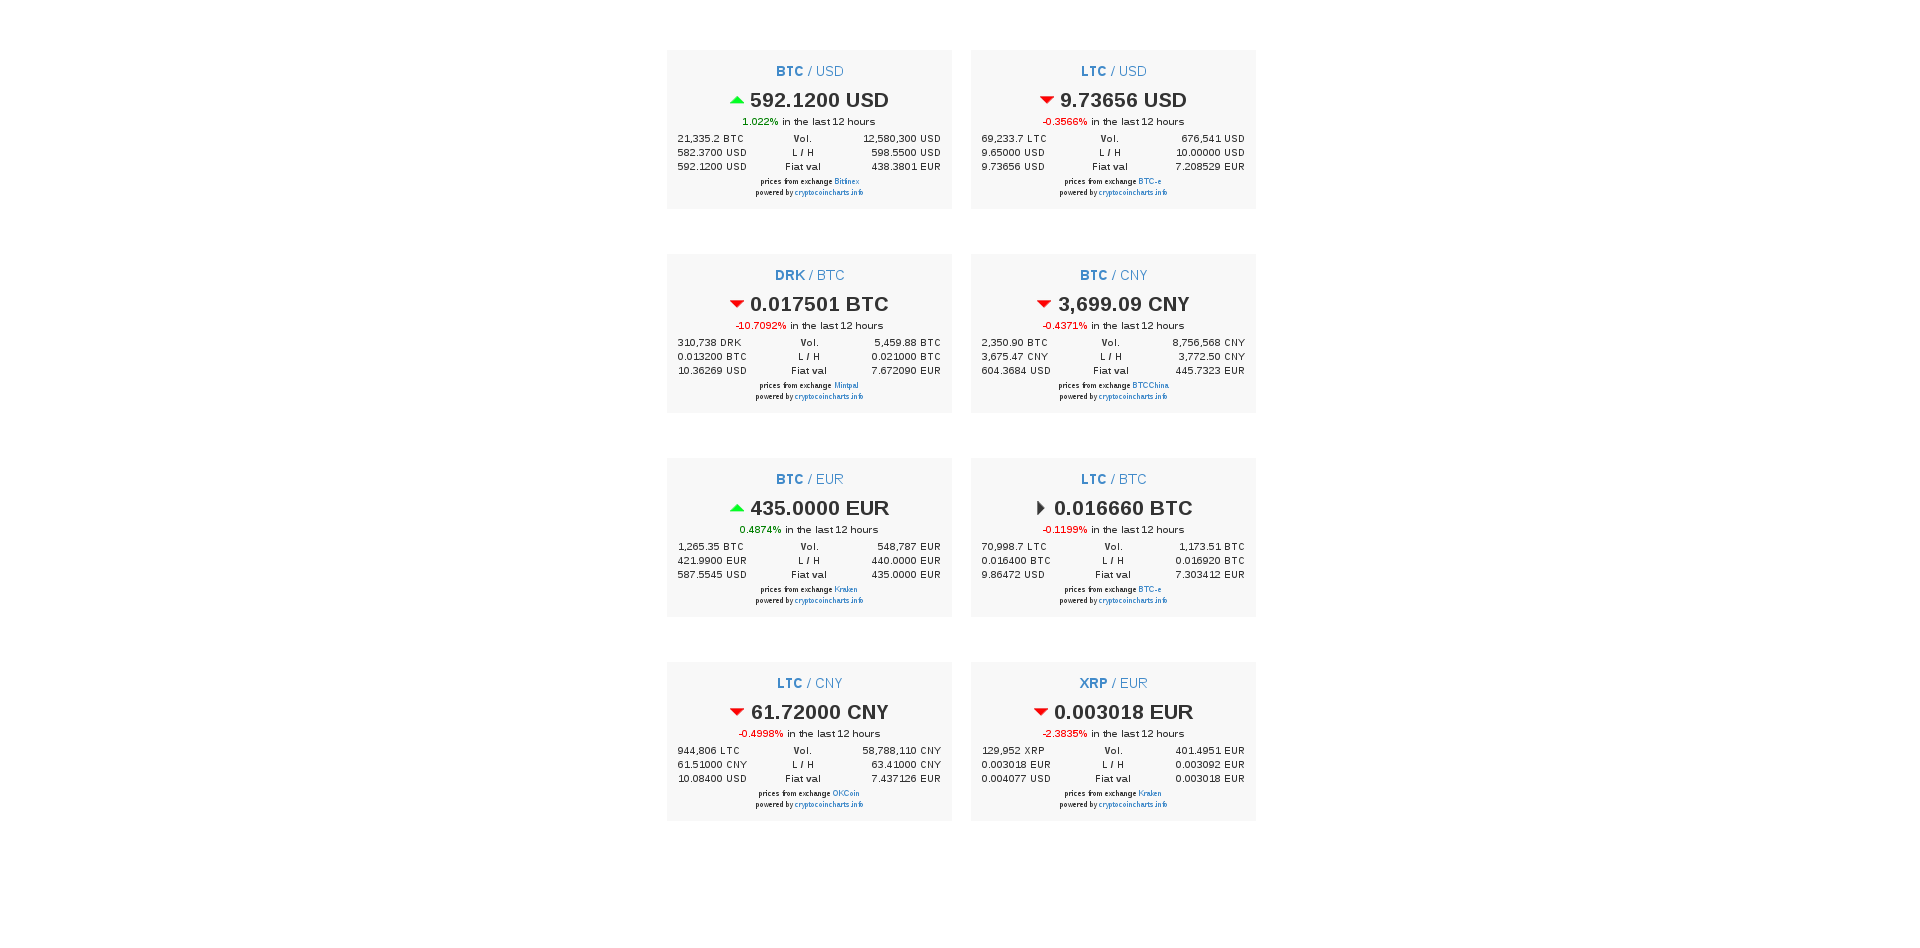 BTC / USD
592.1200 USD
1.022% in the last 12 hours
21,335.2 BTC Vol. 12,580,300 USD
582.3700 USD L / H 598.5500 USD
592.1200 USD Fiat val 438.3801 EUR
prices from exchange Bitfinex
powered by cryptocoincharts.info
LTC / USD
9.73656 USD
-0.3566% in the last 12 hours
69,233.7 LTC Vol. 676,541 USD
9.65000 USD L / H 10.00000 USD
9.73656 USD Fiat val 7.208529 EUR
prices from exchange BTC-e
powered by cryptocoincharts.info
DRK / BTC
0.017501 BTC
-10.7092% in the last 12 hours
310,738 DRK Vol. 5,459.88 BTC
0.013200 BTC L / H 0.021000 BTC
10.36269 USD Fiat val 7.672090 EUR
prices from exchange Mintpal
powered by cryptocoincharts.info
BTC / CNY
3,699.09 CNY
-0.4371% in the last 12 hours
2,350.90 BTC Vol. 8,756,568 CNY
3,675.47 CNY L / H 3,772.50 CNY
604.3684 USD Fiat val 445.7323 EUR
prices from exchange BTCChina
powered by cryptocoincharts.info
BTC / EUR
435.0000 EUR
0.4874% in the last 12 hours
1,265.35 BTC Vol. 548,787 EUR
421.9900 EUR L / H 440.0000 EUR
587.5545 USD Fiat val 435.0000 EUR
prices from exchange Kraken
powered by cryptocoincharts.info
LTC / BTC
0.016660 BTC
-0.1199% in the last 12 hours
70,998.7 LTC Vol. 1,173.51 BTC
0.016400 BTC L / H 0.016920 BTC
9.86472 USD Fiat val 7.303412 EUR
prices from exchange BTC-e
powered by cryptocoincharts.info
LTC / CNY
61.72000 CNY
-0.4998% in the last 12 hours
944,806 LTC Vol. 58,788,110 CNY
61.51000 CNY L / H 63.41000 CNY
10.08400 USD Fiat val 7.437126 EUR
prices from exchange OKCoin
powered by cryptocoincharts.info
XRP / EUR
0.003018 EUR
-2.3835% in the last 12 hours
129,952 XRP Vol. 401.4951 EUR
0.003018 EUR L / H 0.003092 EUR
0.004077 USD Fiat val 0.003018 EUR
prices from exchange Kraken
powered by cryptocoincharts.info